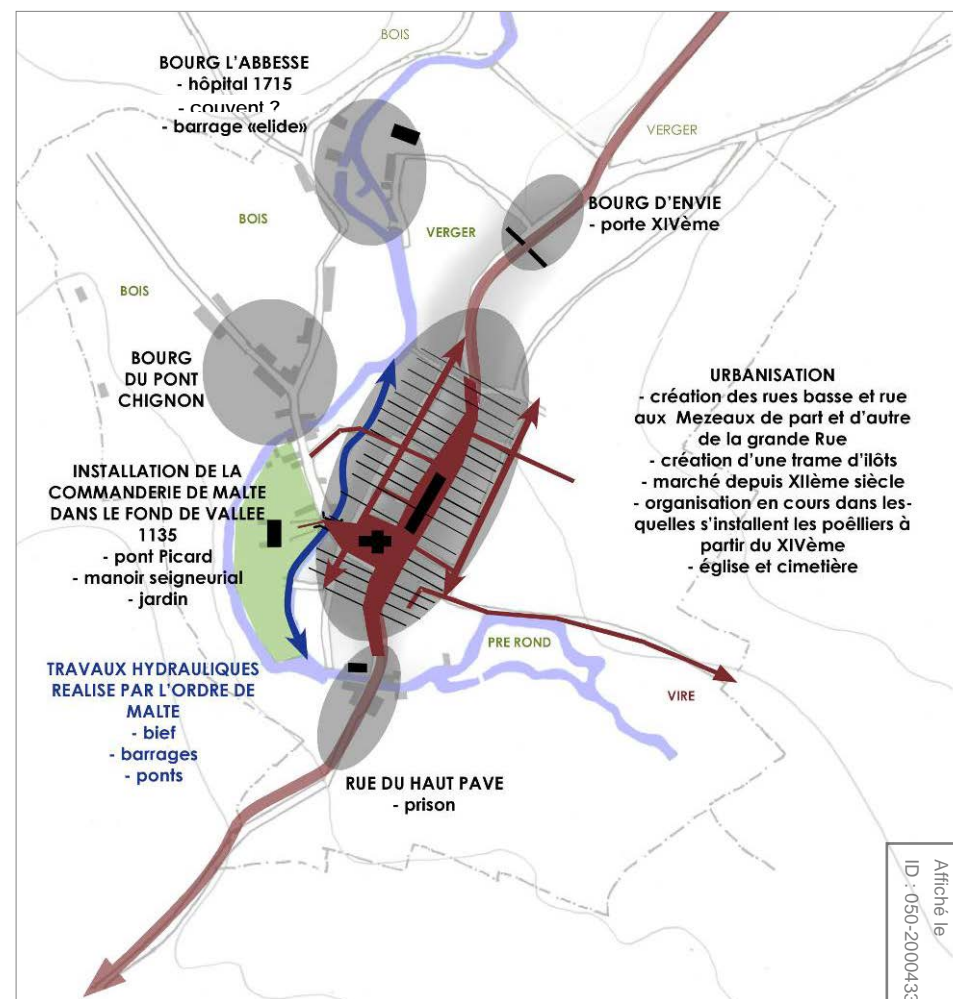 BOIS
BOURG L'ABBESSE
- hôpital 1715
- couvent ?
- barrage «elide»
VERGER
BOURG D'ENVIE
- porte XIVème
BOIS
VERGER
BOIS
BOURG
DU PONT
CHIGNON
URBANISATION
- création des rues basse et rue
aux Mezeaux de part et d'autre
de la grande Rue
- création d'une trame d'ilôts
- marché depuis XIIème siècle
- organisation en cours dans les-
quelles s'installent les poêlliers à
partir du XIVème
- église et cimetière
INSTALLATION DE LA
COMMANDERIE DE MALTE
DANS LE FOND DE VALLEE
1135
- pont Picard
- manoir seigneurial
- jardin
PRE ROND
VIRE
TRAVAUX HYDRAULIQUES
REALISE PAR L'ORDRE DE
MALTE
- bief
- barrages
- ponts
RUE DU HAUT PAVE
- prison
Affiché le
ID : 050-2000433